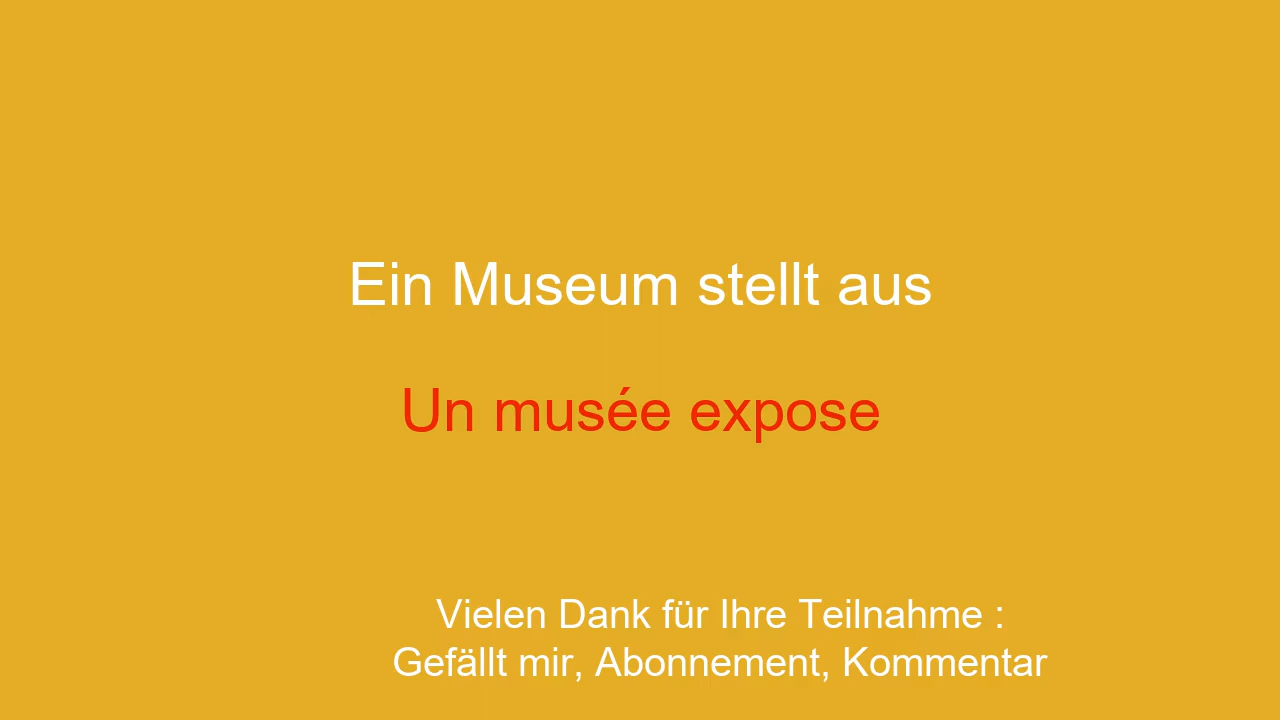 Ein Museum stellt aus
Un musée expose
Vielen Dank für Ihre Teilnahme :
Gefällt mir, Abonnement, Kommentar